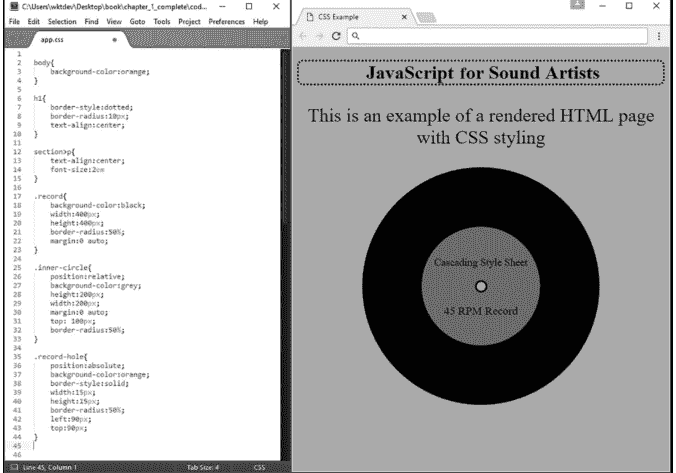 C:\Users\wktdev\Desktop\book\chapter_1_complete\cod...
File Edit Selection Find View Goto Tools Project Preferences Help
app.css
1
2 body{
3 background-color:orange;
4 }
5
6 h1{
7 border-style:dotted;
8 border-radius:10px;
9 text-align:center;
10 }
11
12 section>p{
13 text-align:center;
14 font-size:2em
15 }
16
17 .record{
18 background-color:black;
19 width:400px;
20 height:400px;
21 border-radius:50%;
22 margin:0 auto;
23 }
24
25 .inner-circle{
26 position:relative;
27 background-color:grey;
28 height:200px;
29 width:200px;
30 margin:0 auto;
31 top: 100px;
32 border-radius:50%;
33 }
34
35 .record-hole{
36 position:absolute;
37 background-color:orange;
38 border-style:solid;
39 width:15px;
40 height:15px;
41 border-radius:50%;
42 left:90px;
43 top:90px;
44 }
45
46
Line 45, Column 1 Tab Size: 4 CSS
CSS Example
JavaScript for Sound Artists
This is an example of a rendered HTML page
with CSS styling
Cascading Style Sheet
45 RPM Record